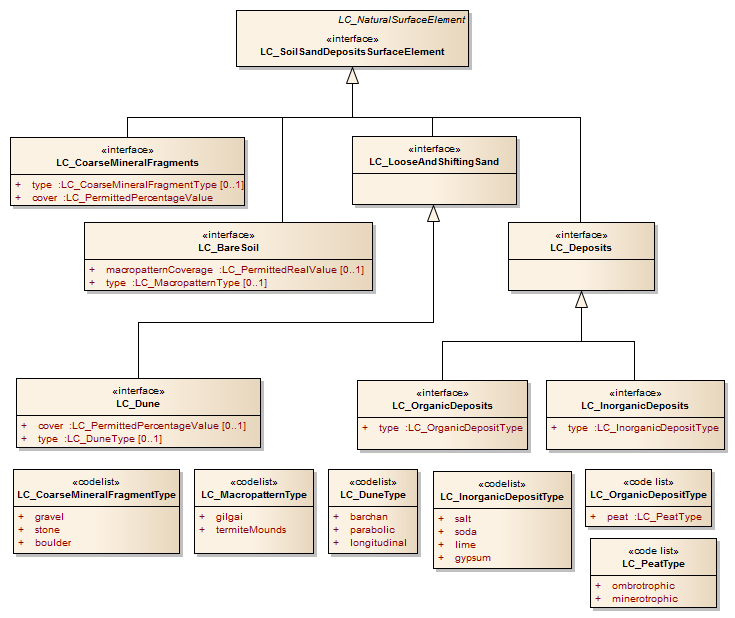 LC_NaturalSurfaceElement
«interface»
LC_SoilSandDepositsSurfaceElement
«interface»
LC_CoarseMineralFragments
+ type :LC_CoarseMineralFragmentType [0..1]
+ cover :LC_PermittedPercentageValue
«interface»
LC_LooseAndShiftingSand
«interface»
LC_BareSoil
+ macropatternCoverage :LC_PermittedRealValue [0..1]
+ type :LC_MacropatternType [0..1]
«interface»
LC_Deposits
«interface»
LC_Dune
+ cover :LC_PermittedPercentageValue [0..1]
+ type :LC_DuneType [0..1]
«interface»
LC_OrganicDeposits
+ type :LC_OrganicDepositType
«interface»
LC_InorganicDeposits
+ type :LC_InorganicDepositType
«codelist»
LC_CoarseMineralFragmentType
+ gravel
+ stone
+ boulder
«codelist»
LC_MacropatternType
+ gilgai
+ termiteMounds
«codelist»
LC_DuneType
+ barchan
+ parabolic
+ longitudinal
«codelist»
LC_InorganicDepositType
+ salt
+ soda
+ lime
+ gypsum
«code list»
LC_OrganicDepositType
+ peat :LC_PeatType
«code list»
LC_PeatType
+ ombrotrophic
+ minerotrophic